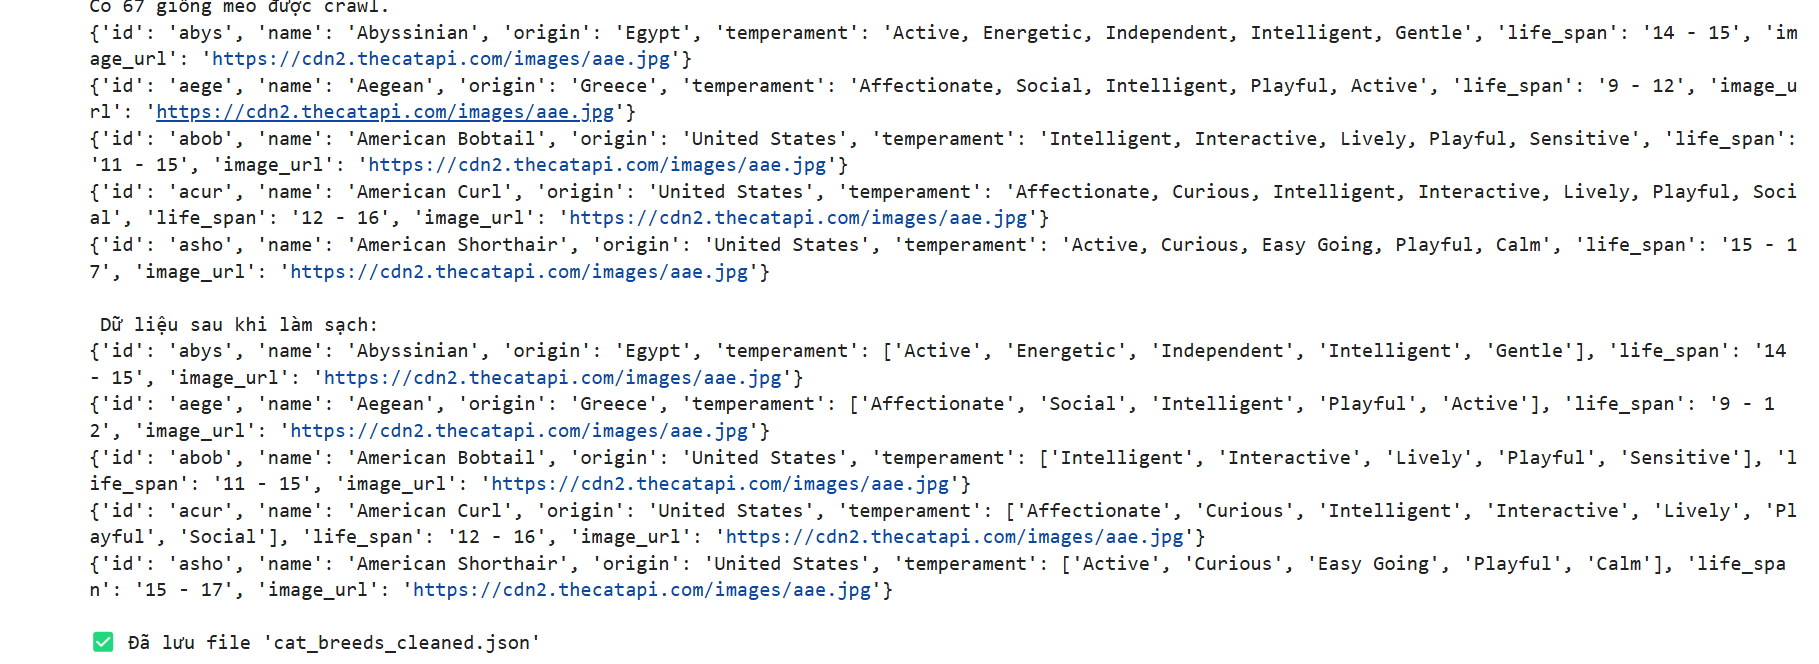 Có 67 giống mèo được crawl.
{'id': 'abys', 'name': 'Abyssinian', 'origin': 'Egypt', 'temperament': 'Active, Energetic, Independent, Intelligent, Gentle', 'life_span': '14 - 15', 'im
age_url': 'https://cdn2.thecatapi.com/images/aae.jpg'}
{'id': 'aege', 'name': 'Aegean', 'origin': 'Greece', 'temperament': 'Affectionate, Social, Intelligent, Playful, Active', 'life_span': '9 - 12', 'image_u
rl': 'https://cdn2.thecatapi.com/images/aae.jpg'}
{'id': 'abob', 'name': 'American Bobtail', 'origin': 'United States', 'temperament': 'Intelligent, Interactive, Lively, Playful, Sensitive', 'life_span':
'11 - 15', 'image_url': 'https://cdn2.thecatapi.com/images/aae.jpg'}
{'id': 'acur', 'name': 'American Curl', 'origin': 'United States', 'temperament': 'Affectionate, Curious, Intelligent, Interactive, Lively, Playful, Soci
al', 'life_span': '12 - 16', 'image_url': 'https://cdn2.thecatapi.com/images/aae.jpg'}
{'id': 'asho', 'name': 'American Shorthair', 'origin': 'United States', 'temperament': 'Active, Curious, Easy Going, Playful, Calm', 'life_span': '15 - 1
7', 'image_url': 'https://cdn2.thecatapi.com/images/aae.jpg'}
Dữ liệu sau khi làm sạch:
{'id': 'abys', 'name': 'Abyssinian', 'origin': 'Egypt', 'temperament': ['Active', 'Energetic', 'Independent', 'Intelligent', 'Gentle'], 'life_span': '14
- 15', 'image_url': 'https://cdn2.thecatapi.com/images/aae.jpg'}
{'id': 'aege', 'name': 'Aegean', 'origin': 'Greece', 'temperament': ['Affectionate', 'Social', 'Intelligent', 'Playful', 'Active'], 'life_span': '9 - 1
2', 'image_url': 'https://cdn2.thecatapi.com/images/aae.jpg'}
{'id': 'abob', 'name': 'American Bobtail', 'origin': 'United States', 'temperament': ['Intelligent', 'Interactive', 'Lively', 'Playful', 'Sensitive'], 'l
ife_span': '11 - 15', 'image_url': 'https://cdn2.thecatapi.com/images/aae.jpg'}
{'id': 'acur', 'name': 'American Curl', 'origin': 'United States', 'temperament': ['Affectionate', 'Curious', 'Intelligent', 'Interactive', 'Lively', 'Pl
ayful', 'Social'], 'life_span': '12 - 16', 'image_url': 'https://cdn2.thecatapi.com/images/aae.jpg'}
{'id': 'asho', 'name': 'American Shorthair', 'origin': 'United States', 'temperament': ['Active', 'Curious', 'Easy Going', 'Playful', 'Calm'], 'life_spa
n': '15 - 17', 'image_url': 'https://cdn2.thecatapi.com/images/aae.jpg'}
✅ Đã lưu file 'cat_breeds_cleaned.json'